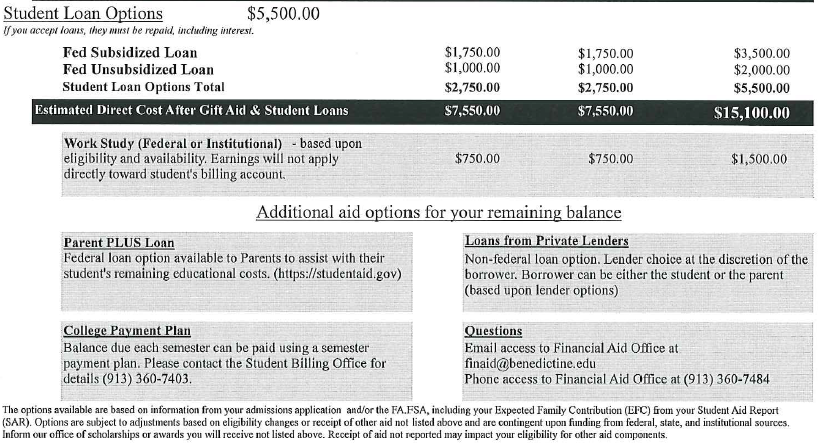 Student Loan Options $5,500.00
If you accept loans, they must be repaid, including interest.
Fed Subsidized Loan $1,750.00 $1,750.00 $3,500.00
Fed Unsubsidized Loan $1,000.00 $1,000.00 $2,000.00
Student Loan Options Total $2,750.00 $2,750.00 $5,500.00
Estimated Direct Cost After Gift Aid & Student Loans $7,550.00 $7,550.00 $15,100.00
Work Study (Federal or Institutional) - based upon
eligibility and availability. Earnings will not apply $750.00 $750.00 $1,500.00
directly toward student's billing account.
Additional aid options for your remaining balance
Parent PLUS Loan
Federal loan option available to Parents to assist with their
student's remaining educational costs. (https://studentaid.gov)
Loans from Private Lenders
Non-federal loan option. Lender choice at the discretion of the
borrower. Borrower can be either the student or the parent
(based upon lender options)
College Payment Plan
Balance due each semester can be paid using a semester
payment plan. Please contact the Student Billing Office for
details (913) 360-7403.
Questions
Email access to Financial Aid Office at
finaid@benedictine.edu
Phone access to Financial Aid Office at (913) 360-7484
The options available are based on information from your admissions application and/or the FA.FSA, including your Expected Family Contribution (EFC) from your Student Aid Report
(SAR). Options are subject to adjustments based on eligibility changes or receipt of other aid not listed above and are contingent upon funding from federal, state, and institutional sources.
Inform our office of scholarships or awards you will receive not listed above. Receipt of aid not reported may impact your eligibility for other aid components.